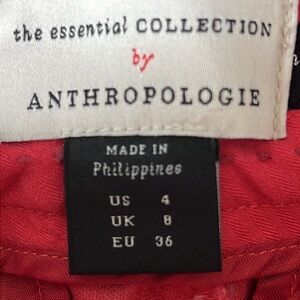 the essential COLLECTION
by
ANTHROPOLOGIE
MADE IN
Philippines
US 4
UK 8
EU 36